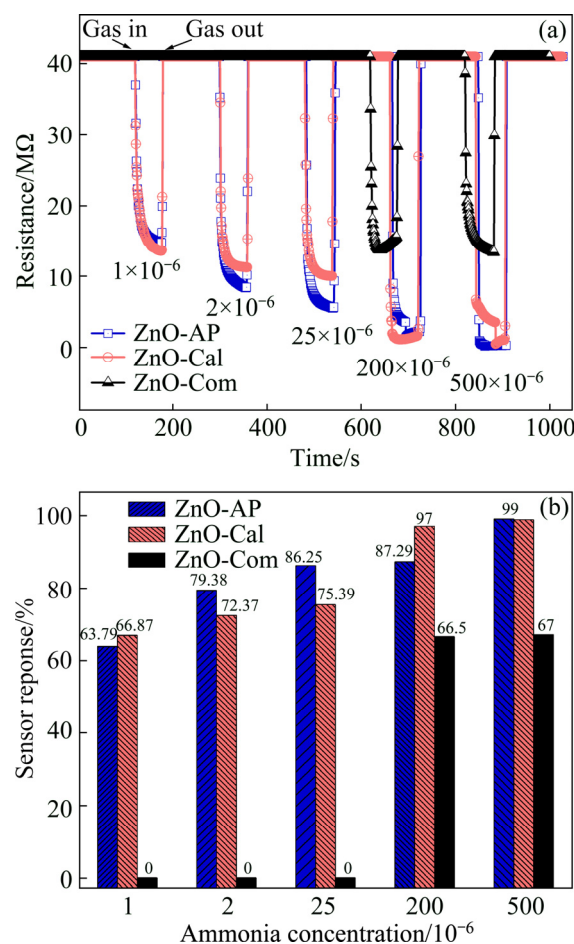 (a)
Gas in Gas out
40
30
20
10
0
Resistance/MΩ
1×10⁻⁶
2×10⁻⁶
25×10⁻⁶
200×10⁻⁶
500×10⁻⁶
ZnO-AP
ZnO-Cal
ZnO-Com
0 200 400 600 800 1000
Time/s
(b)
ZnO-AP
ZnO-Cal
ZnO-Com
100
80
60
40
20
0
Sensor reponse/%
63.79 66.87 0
79.38 72.37 0
86.25 75.39 0
87.29 97 66.5
99 67
1 2 25 200 500
Ammonia concentration/10⁻⁶